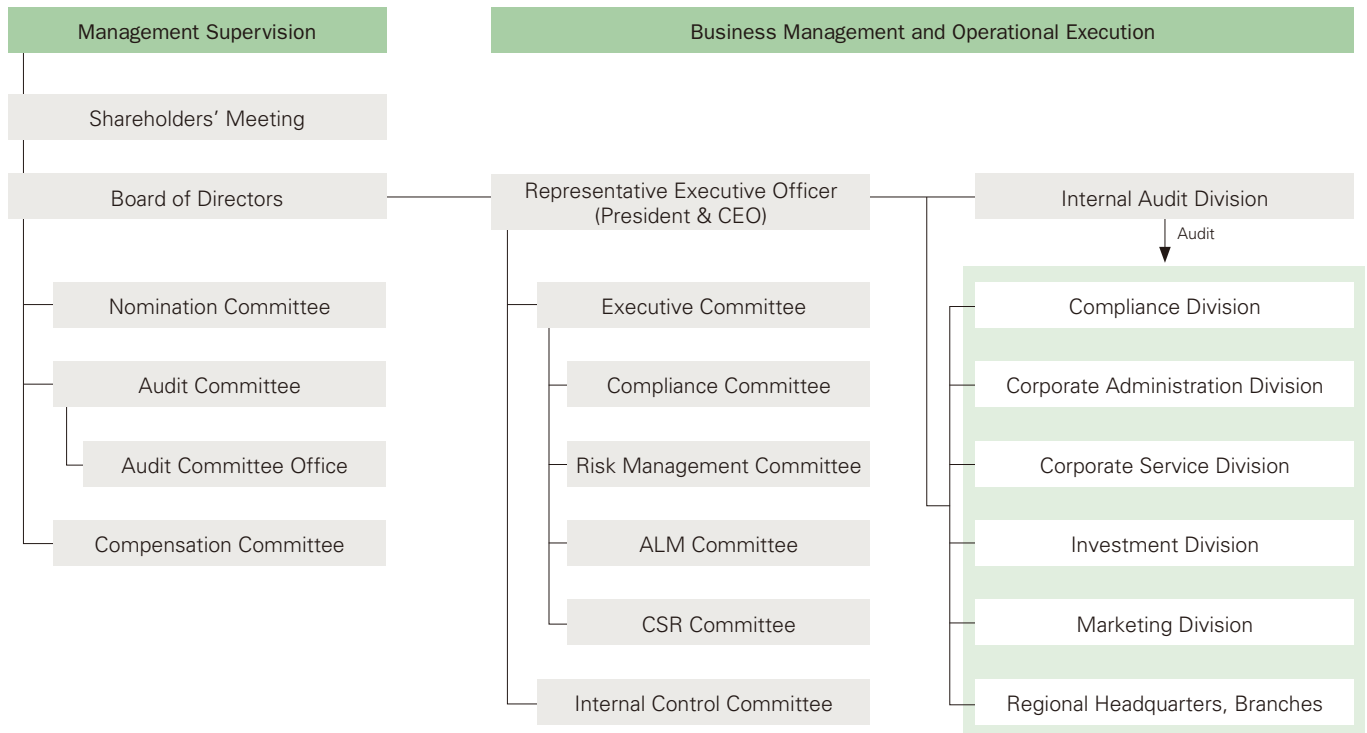 Management Supervision
Business Management and Operational Execution
Shareholders’ Meeting
Board of Directors
Representative Executive Officer
(President & CEO)
Internal Audit Division
Audit
Nomination Committee
Executive Committee
Compliance Division
Audit Committee
Compliance Committee
Corporate Administration Division
Audit Committee Office
Risk Management Committee
Corporate Service Division
Compensation Committee
ALM Committee
Investment Division
CSR Committee
Marketing Division
Internal Control Committee
Regional Headquarters, Branches